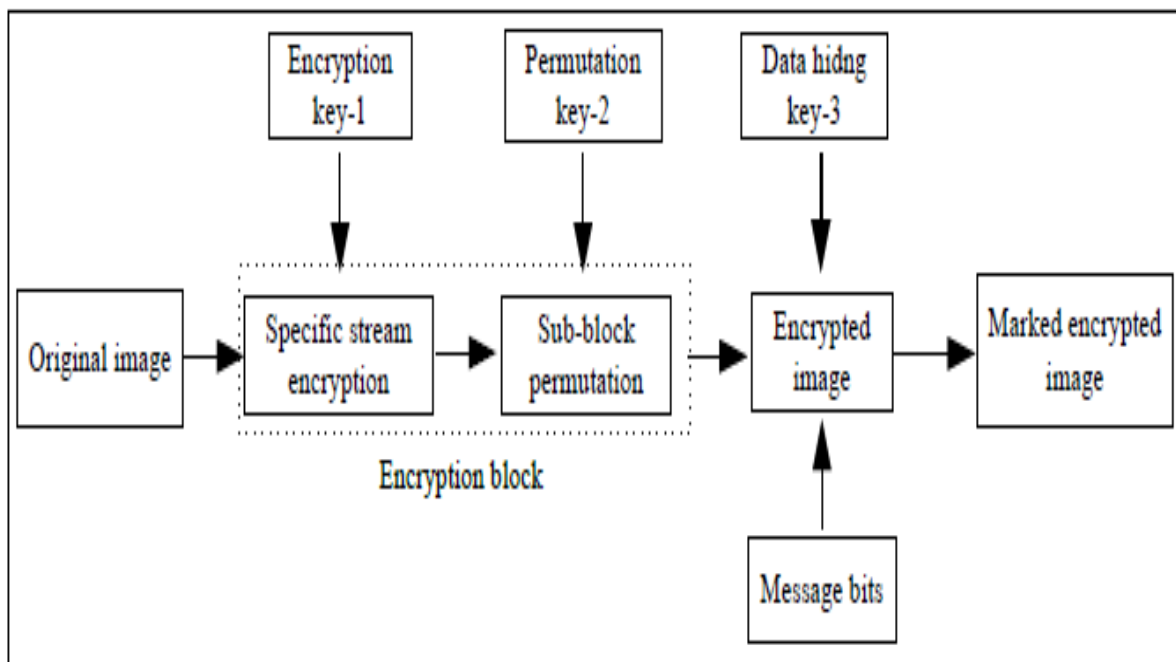 Encryption
key-1
Permutation
key-2
Data hidng
key-3
Original image
Specific stream
encryption
Sub-block
permutation
Encrypted
image
Marked encrypted
image
Encryption block
Message bits